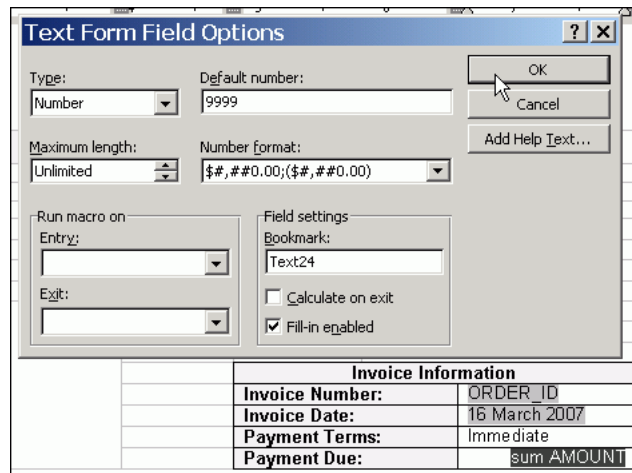 Text Form Field Options
Type:
Default number:
OK
Number
9999
Cancel
Maximum length:
Number format:
Add Help Text...
Unlimited
$#,##0.00;($#,##0.00)
Run macro on
Entry:
Exit:
Field settings
Bookmark:
Text24
Calculate on exit
Fill-in enabled
Invoice Information
Invoice Number: ORDER_ID
Invoice Date: 16 March 2007
Payment Terms: Immediate
Payment Due: sum AMOUNT